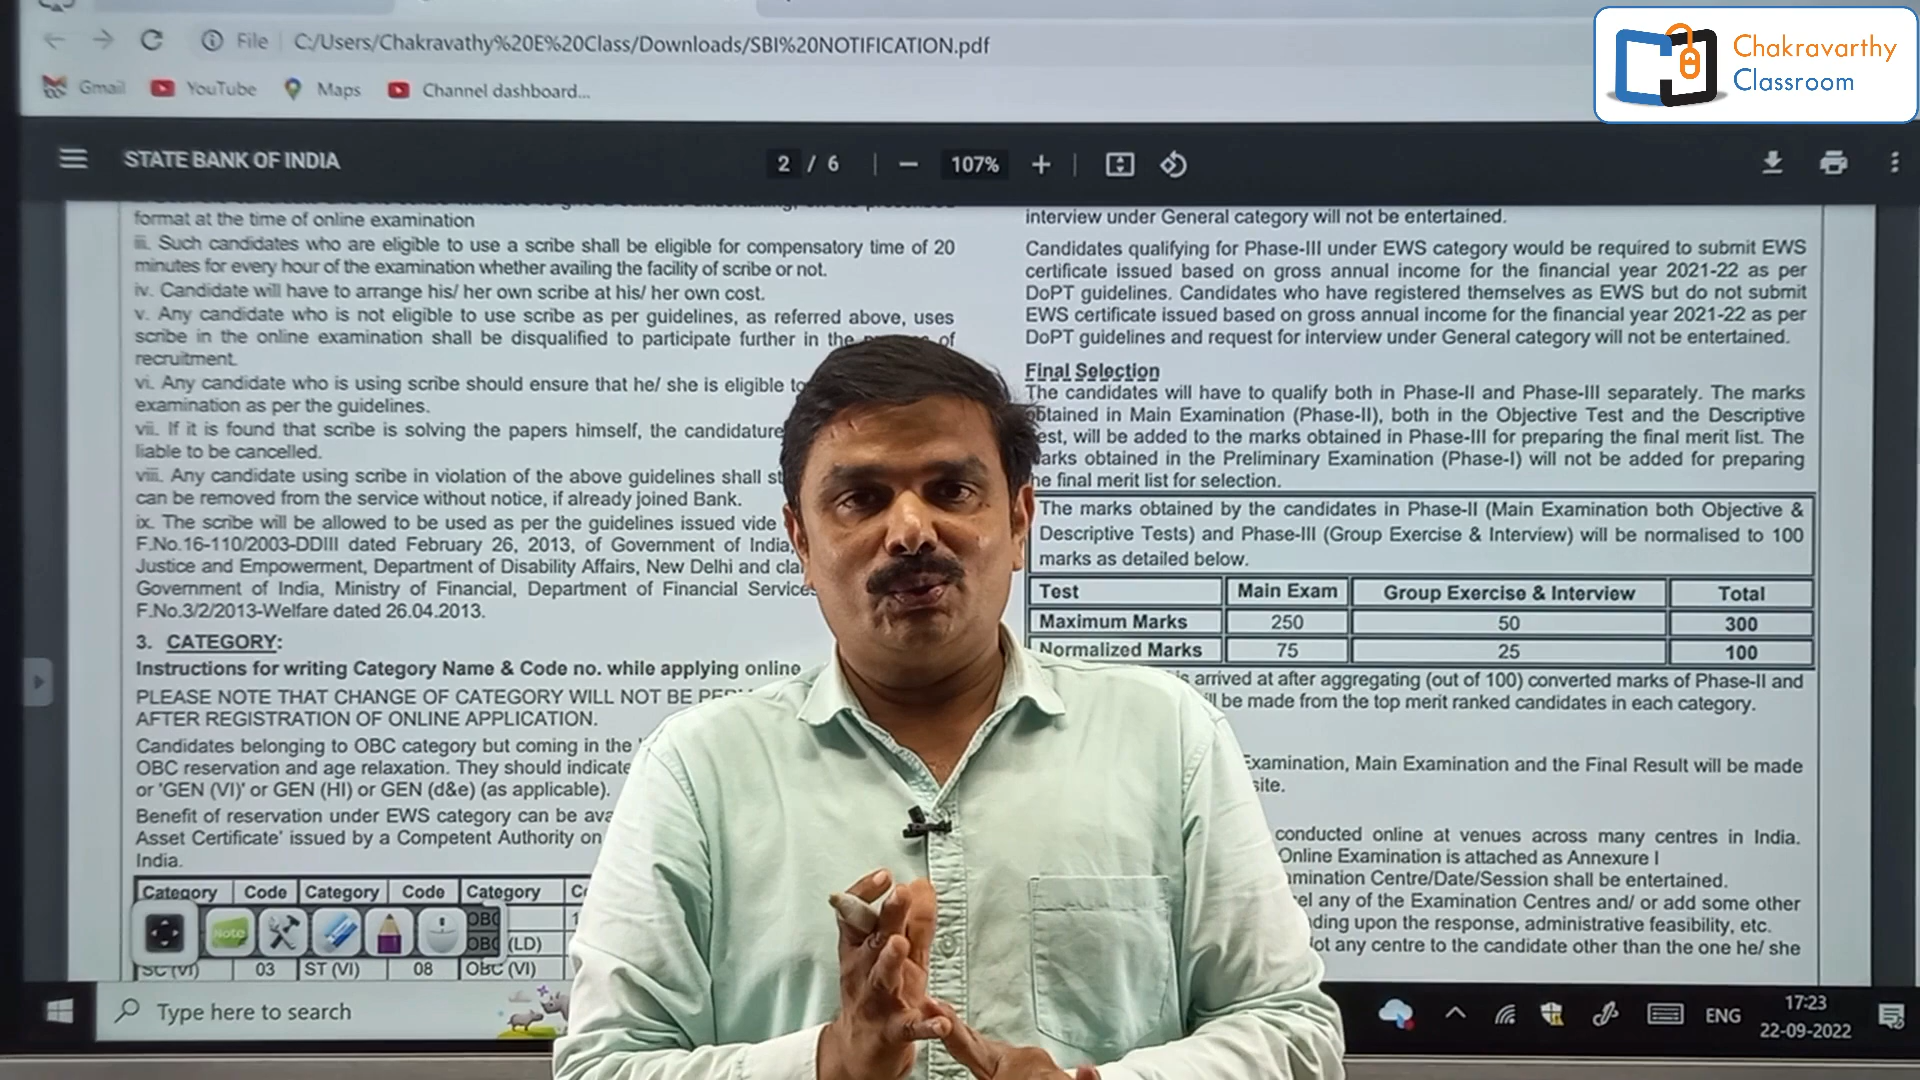 File C:/Users/Chakravathy%20E%20Class/Downloads/SBI%20NOTIFICATION.pdf
Chakravarthy
Classroom
Gmail YouTube Maps Channel dashboard...
STATE BANK OF INDIA 2 / 6 107%
format at the time of online examination
iii. Such candidates who are eligible to use a scribe shall be eligible for compensatory time of 20
minutes for every hour of the examination whether availing the facility of scribe or not.
iv. Candidate will have to arrange his/ her own scribe at his/ her own cost.
v. Any candidate who is not eligible to use scribe as per guidelines, as referred above, uses
scribe in the online examination shall be disqualified to participate further in the of
recruitment.
vi. Any candidate who is using scribe should ensure that he/ she is eligible to
examination as per the guidelines.
vii. If it is found that scribe is solving the papers himself, the candidature
liable to be cancelled.
viii. Any candidate using scribe in violation of the above guidelines shall
can be removed from the service without notice, if already joined Bank.
ix. The scribe will be allowed to be used as per the guidelines issued vide
F.No.16-110/2003-DDIII dated February 26, 2013, of Government of India,
Justice and Empowerment, Department of Disability Affairs, New Delhi and
Government of India, Ministry of Financial, Department of Financial Services
F.No.3/2/2013-Welfare dated 26.04.2013.
3. CATEGORY:
Instructions for writing Category Name & Code no. while applying online
PLEASE NOTE THAT CHANGE OF CATEGORY WILL NOT BE
AFTER REGISTRATION OF ONLINE APPLICATION.
Candidates belonging to OBC category but coming in the
OBC reservation and age relaxation. They should indicate
or 'GEN (VI)' or GEN (HI) or GEN (d&e) (as applicable).
Benefit of reservation under EWS category can be
Asset Certificate' issued by a Competent Authority on
India.
Category Code Category Code Category
Note OBC
OBC (LD)
SC (VI) 03 ST (VI) 08 OBC (VI)
interview under General category will not be entertained.
Candidates qualifying for Phase-III under EWS category would be required to submit EWS
certificate issued based on gross annual income for the financial year 2021-22 as per
DoPT guidelines. Candidates who have registered themselves as EWS but do not submit
EWS certificate issued based on gross annual income for the financial year 2021-22 as per
DoPT guidelines and request for interview under General category will not be entertained.
Final Selection
The candidates will have to qualify both in Phase-II and Phase-III separately. The marks
obtained in Main Examination (Phase-II), both in the Objective Test and the Descriptive
est, will be added to the marks obtained in Phase-III for preparing the final merit list. The
arks obtained in the Preliminary Examination (Phase-I) will not be added for preparing
he final merit list for selection.
The marks obtained by the candidates in Phase-II (Main Examination both Objective &
Descriptive Tests) and Phase-III (Group Exercise & Interview) will be normalised to 100
marks as detailed below.
Test Main Exam Group Exercise & Interview Total
Maximum Marks 250 50 300
Normalized Marks 75 25 100
is arrived at after aggregating (out of 100) converted marks of Phase-II and
be made from the top merit ranked candidates in each category.
Examination, Main Examination and the Final Result will be made
site.
conducted online at venues across many centres in India.
Online Examination is attached as Annexure I
mination Centre/Date/Session shall be entertained.
el any of the Examination Centres and/ or add some other
ding upon the response, administrative feasibility, etc.
ot any centre to the candidate other than the one he/ she
Type here to search
ENG 17:23
22-09-2022